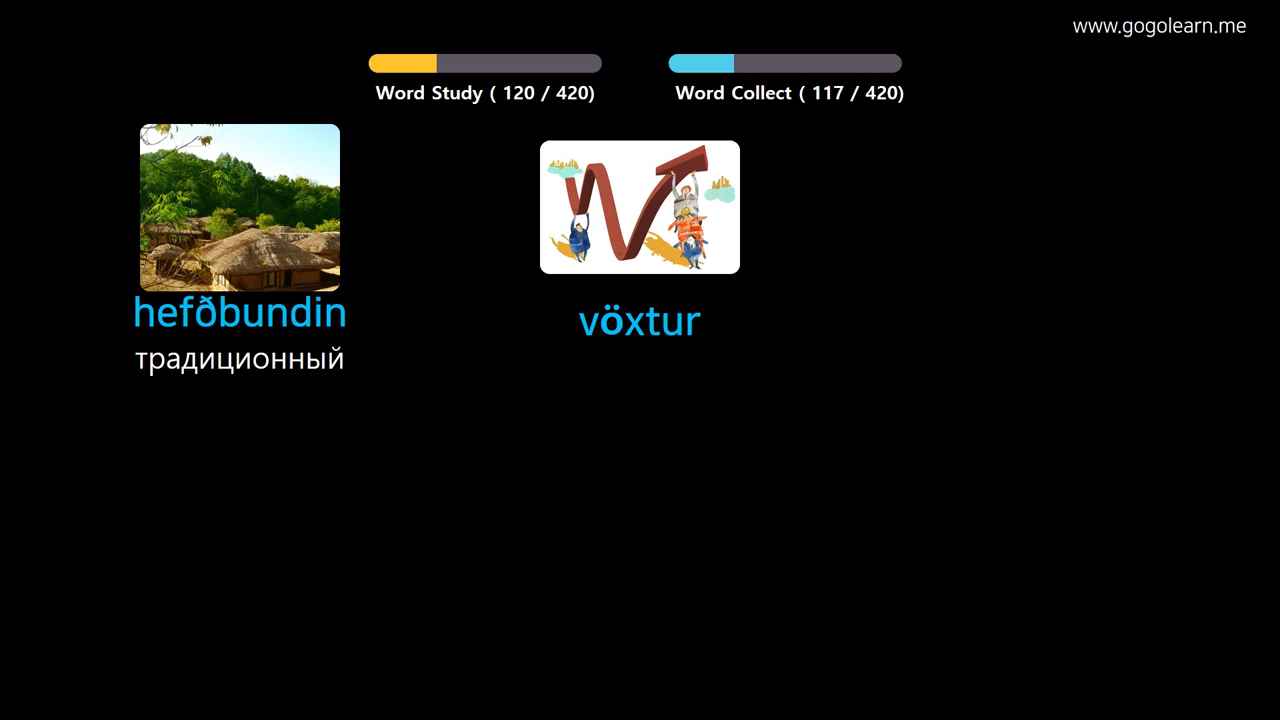 www.gogolearn.me
Word Study ( 120 / 420)
Word Collect ( 117 / 420)
hefðbundin
традиционный
vöxtur